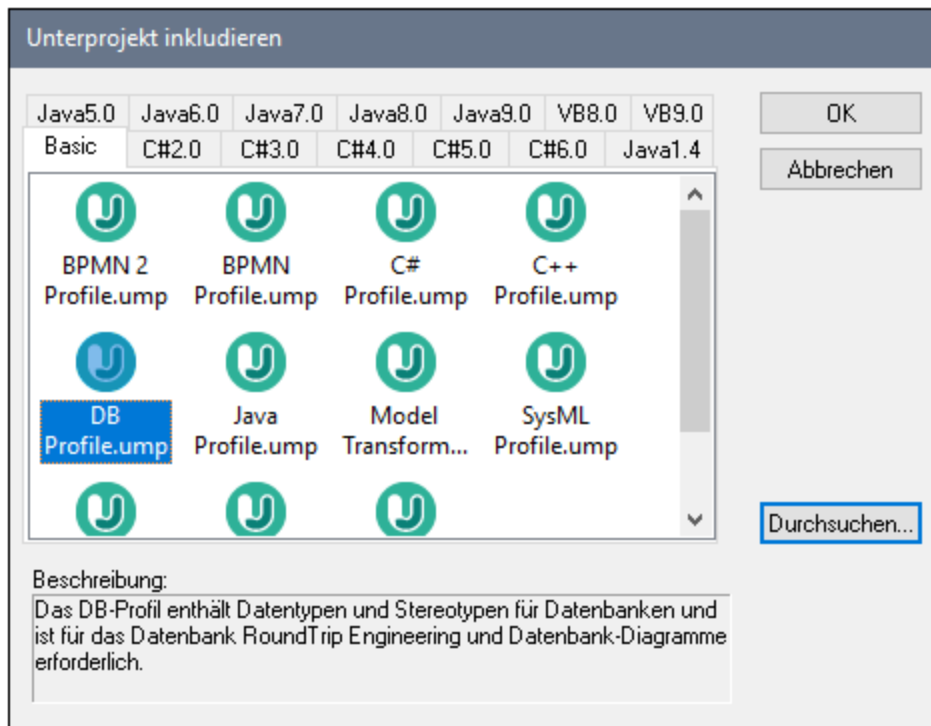 Unterprojekt inkludieren
Java5.0 Java6.0 Java7.0 Java8.0 Java9.0 VB8.0 VB9.0
Basic C#2.0 C#3.0 C#4.0 C#5.0 C#6.0 Java1.4
OK
Abbrechen
BPMN 2 BPMN C# C++
Profile.ump Profile.ump Profile.ump Profile.ump
DB Java Model SysML
Profile.ump Profile.ump Transform... Profile.ump
Durchsuchen...
Beschreibung:
Das DB-Profil enthält Datentypen und Stereotypen für Datenbanken und
ist für das Datenbank RoundTrip Engineering und Datenbank-Diagramme
erforderlich.